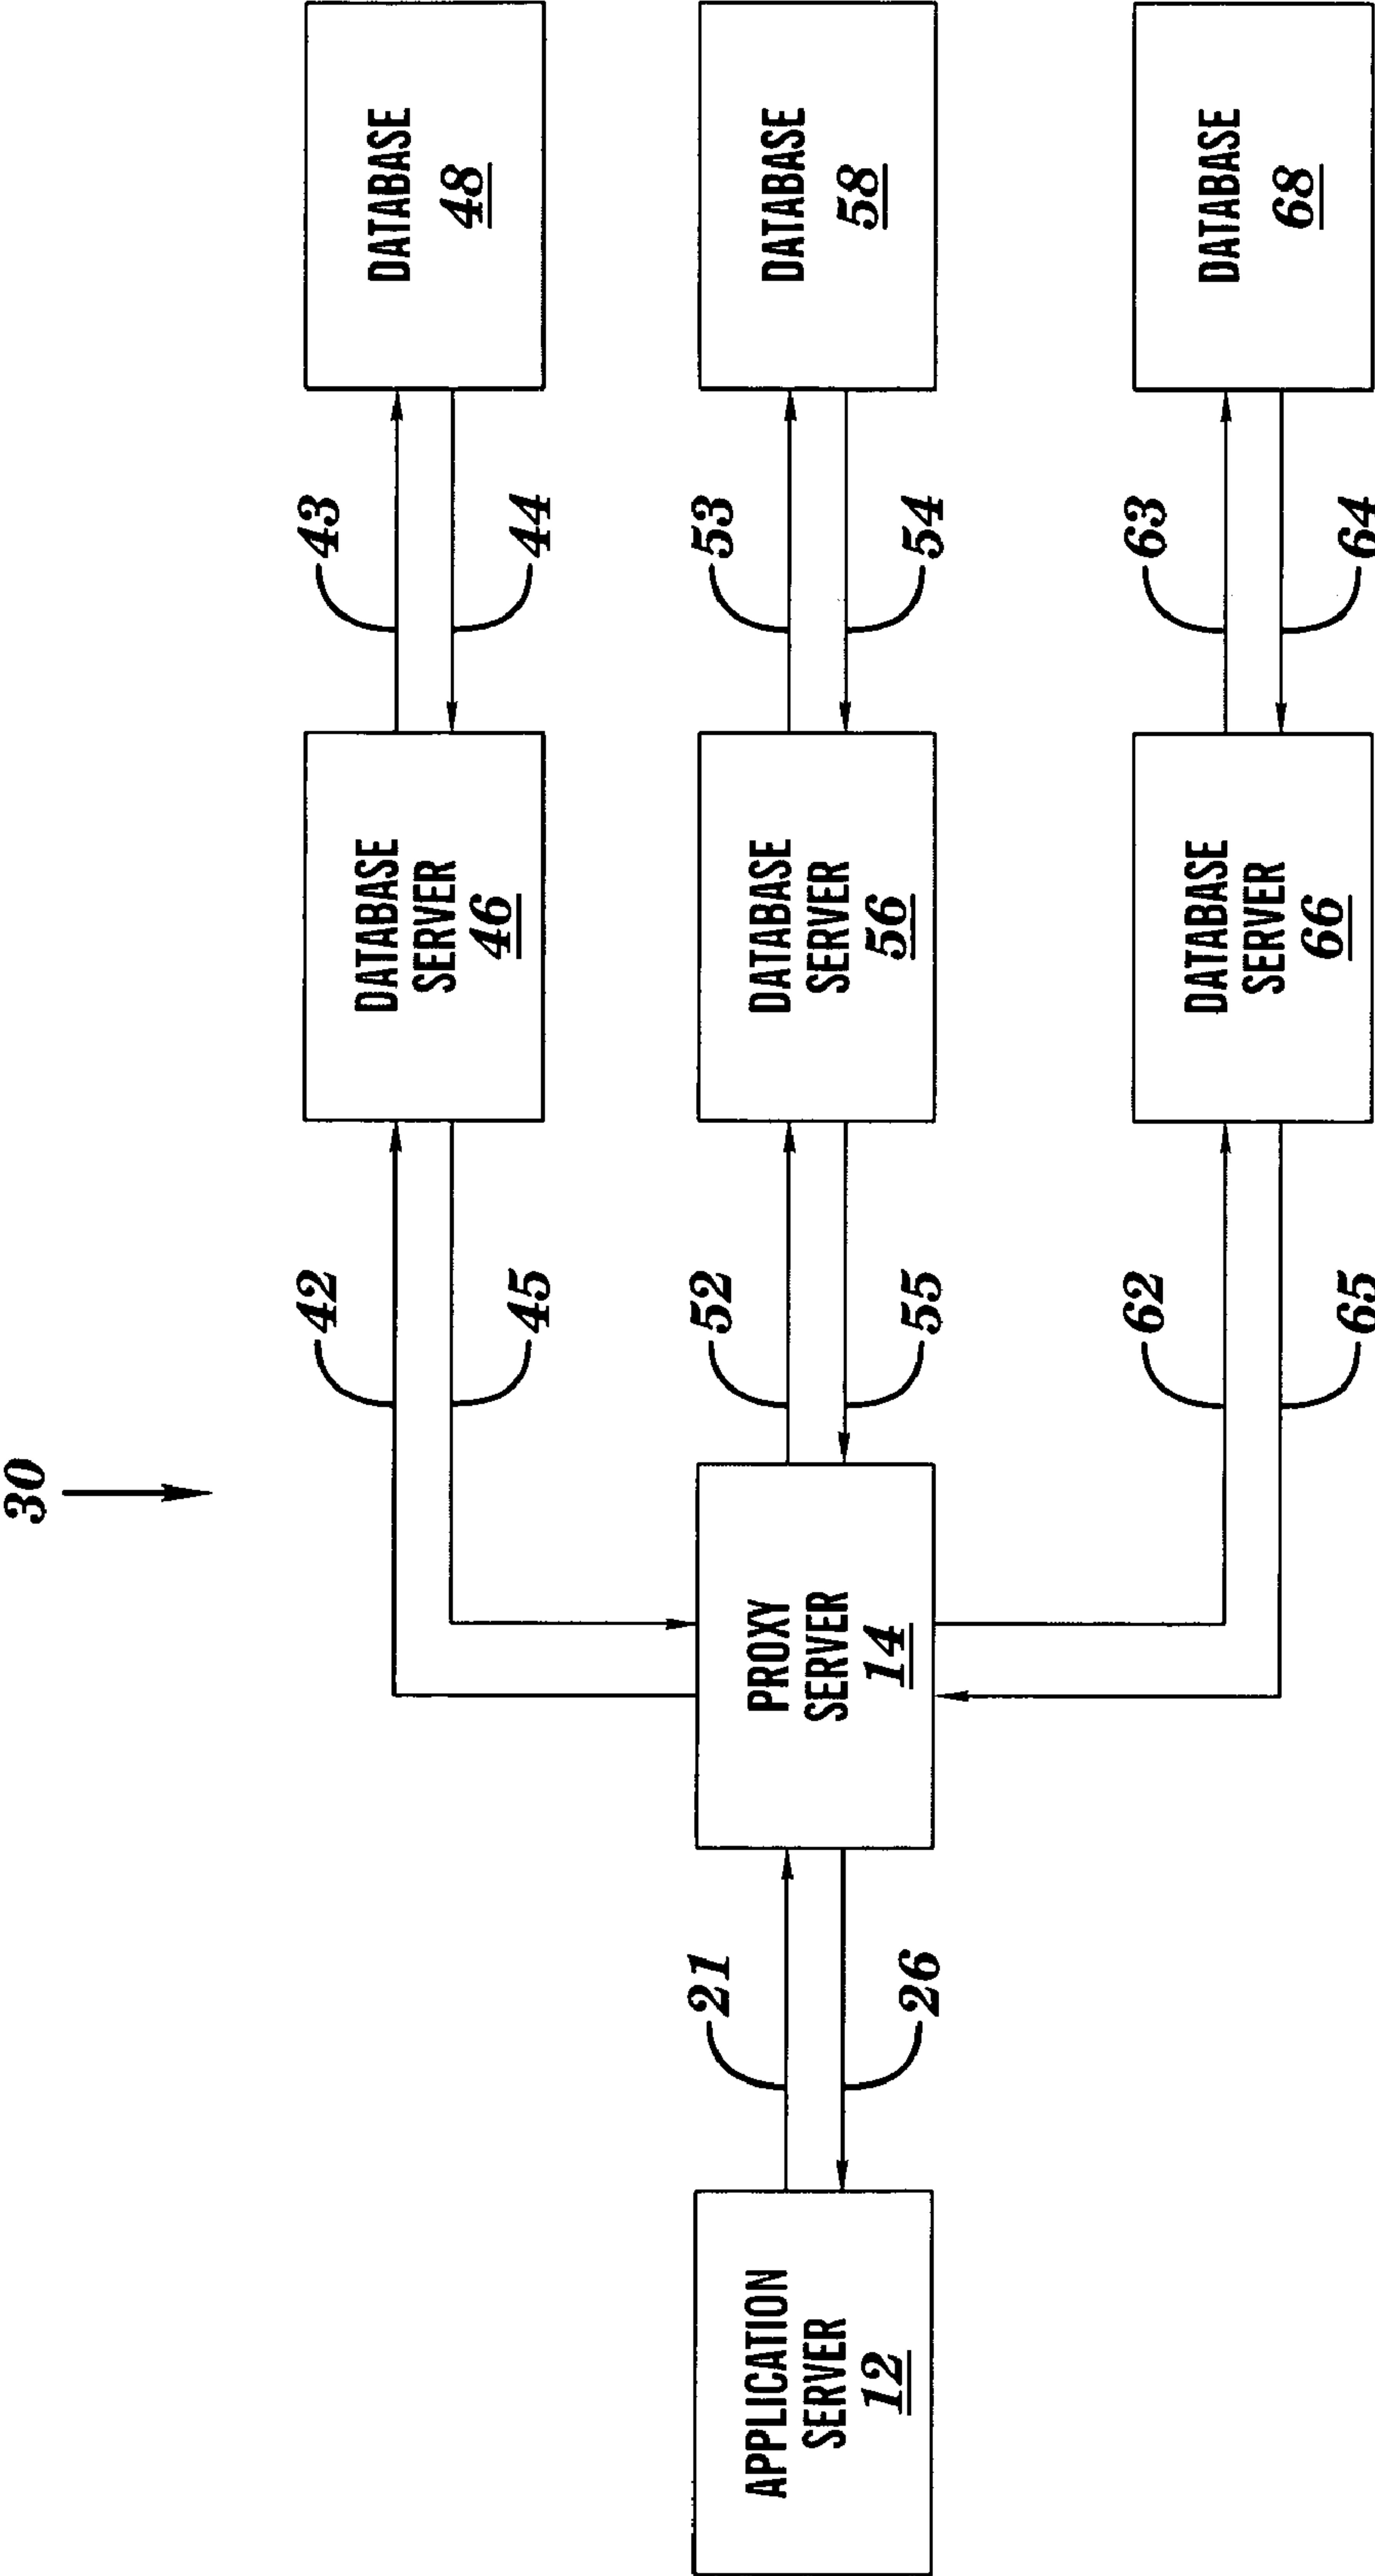 30
42
45
43
44
DATABASE
SERVER
46
DATABASE
48
21
26
APPLICATION
SERVER
12
PROXY
SERVER
14
52
55
DATABASE
SERVER
56
53
54
DATABASE
58
62
65
DATABASE
SERVER
66
63
64
DATABASE
68